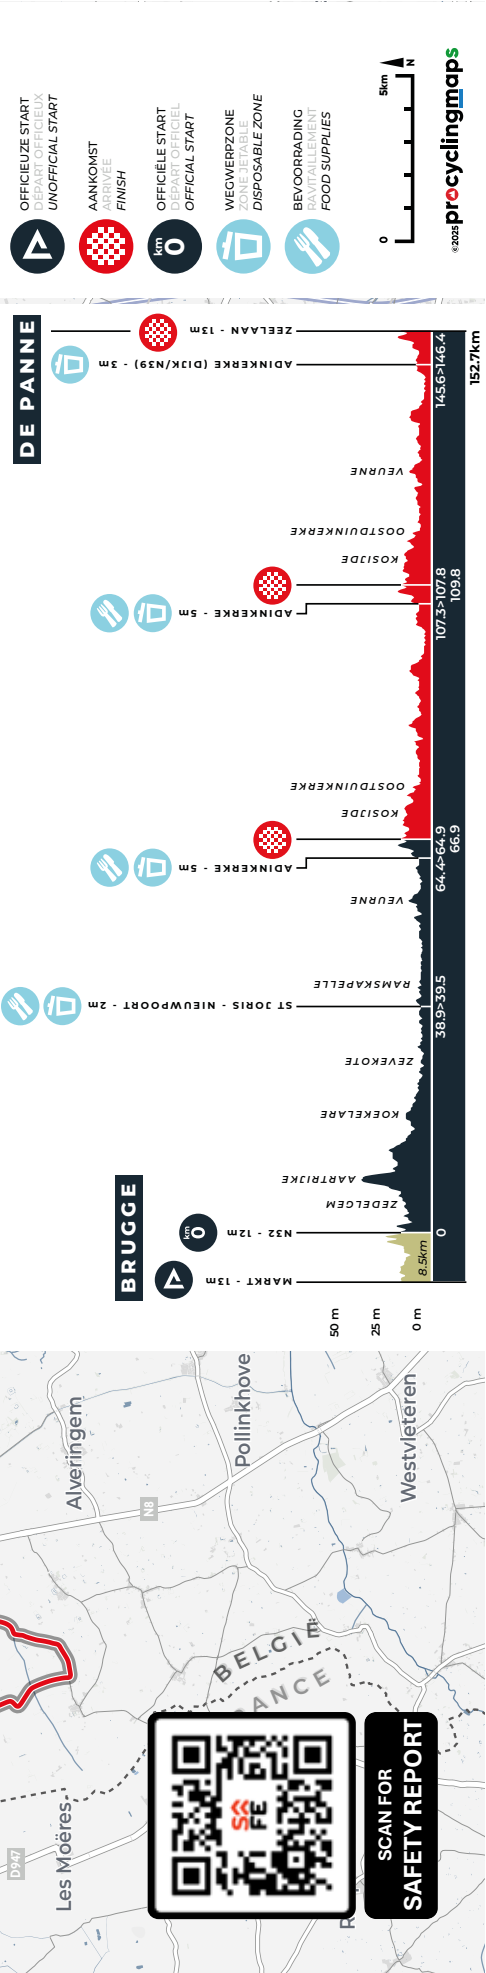 D947
Les Moëres
Alveringem
N8
Pollinkhove
Westvleteren
BELGIË
SAFE
SCAN FOR
SAFETY REPORT
BRUGGE
DE PANNE
50 m
25 m
0 m
MARKT - 13m
N32 - 12m
km
0
ZEDELGEM
AARTRIJKE
KOEKELARE
ZEVEKOTE
ST JORIS - NIEUWPOORT - 2m
RAMSKAPELLE
VEURNE
ADINKERKE - 5m
KOSIJDE
OOSTDUINKERKE
ADINKERKE - 5m
KOSIJDE
OOSTDUINKERKE
VEURNE
ADINKERKE (DIJK/N39) - 3m
ZEELAAN - 13m
8.5km
0
38.9>39.5
64.4>64.9
66.9
107.3>107.8
109.8
145.6>146.4
152.7km
OFFICIEUZE START
DÉPART OFFICIEUX
UNOFFICIAL START
AANKOMST
ARRIVÉE
FINISH
km
0
OFFICIËLE START
DÉPART OFFICIEL
OFFICIAL START
WEGWERPZONE
ZONE JETABLE
DISPOSABLE ZONE
BEVOORRADING
RAVITAILLEMENT
FOOD SUPPLIES
0
5km
N
©2025 procyclingmaps